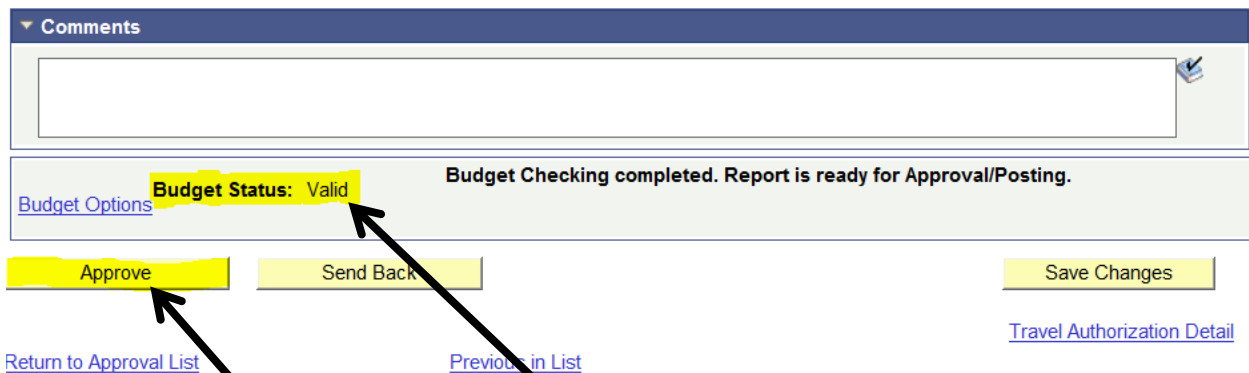 Comments
Budget Status: Valid
Budget Checking completed. Report is ready for Approval/Posting.
Budget Options
Approve
Send Back
Save Changes
Travel Authorization Detail
Return to Approval List
Previous in List